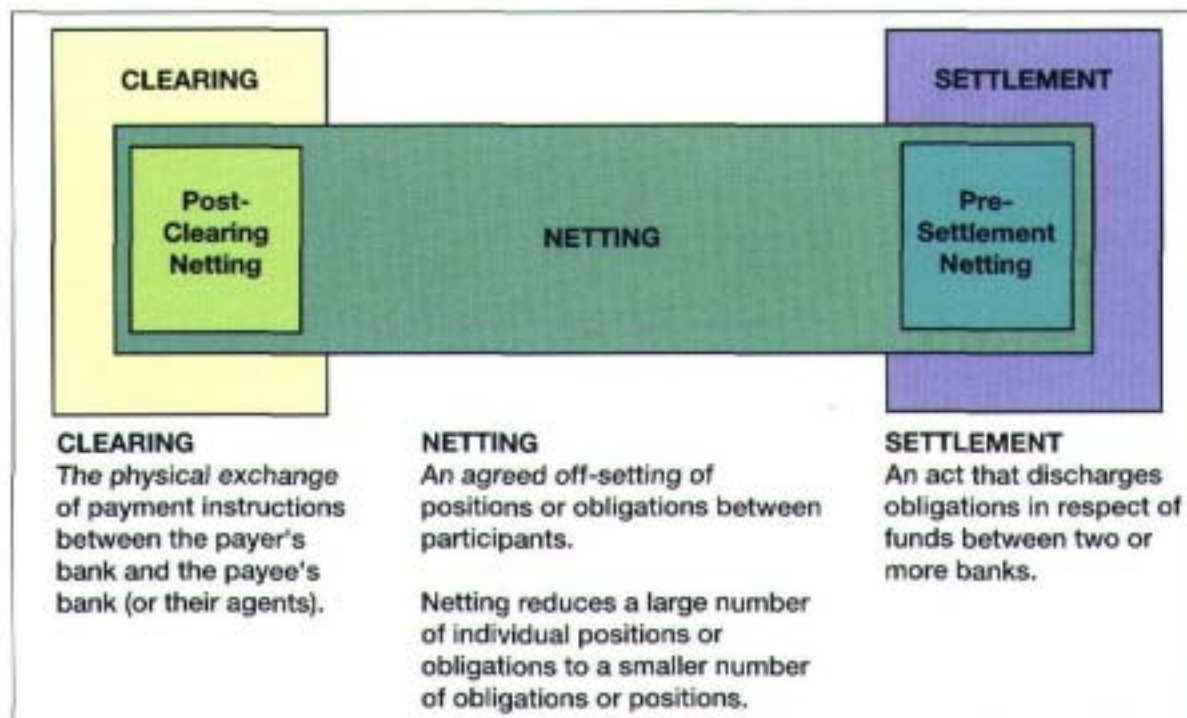 CLEARING
SETTLEMENT
Post-
Clearing
Netting
NETTING
Pre-
Settlement
Netting
CLEARING
The physical exchange
of payment instructions
between the payer's
bank and the payee's
bank (or their agents).
NETTING
An agreed off-setting of
positions or obligations between
participants.
Netting reduces a large number
of individual positions or
obligations to a smaller number
of obligations or positions.
SETTLEMENT
An act that discharges
obligations in respect of
funds between two or
more banks.